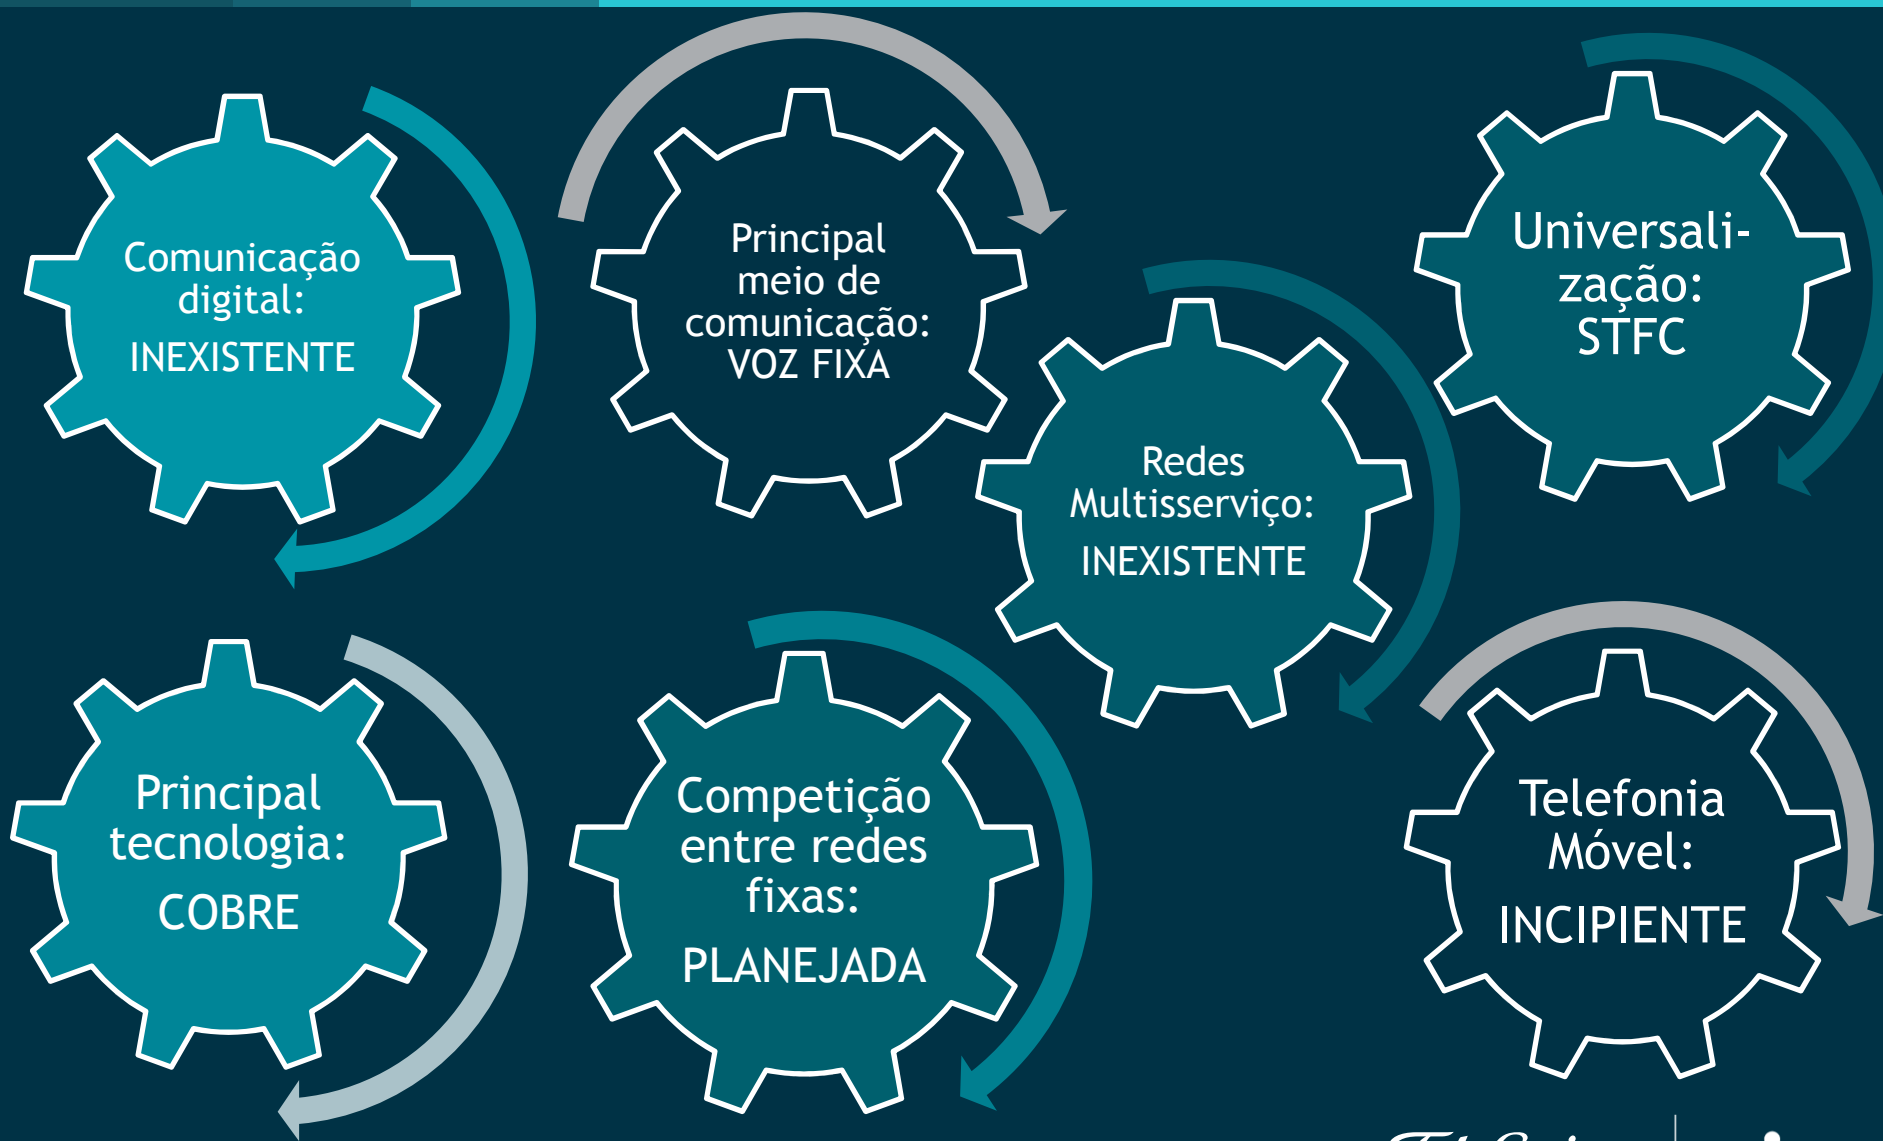 Comunicação
digital:
INEXISTENTE
Principal
meio de
comunicação:
VOZ FIXA
Universali-
zação:
STFC
Redes
Multisserviço:
INEXISTENTE
Principal
tecnologia:
COBRE
Competição
entre redes
fixas:
PLANEJADA
Telefonia
Móvel:
INCIPIENTE